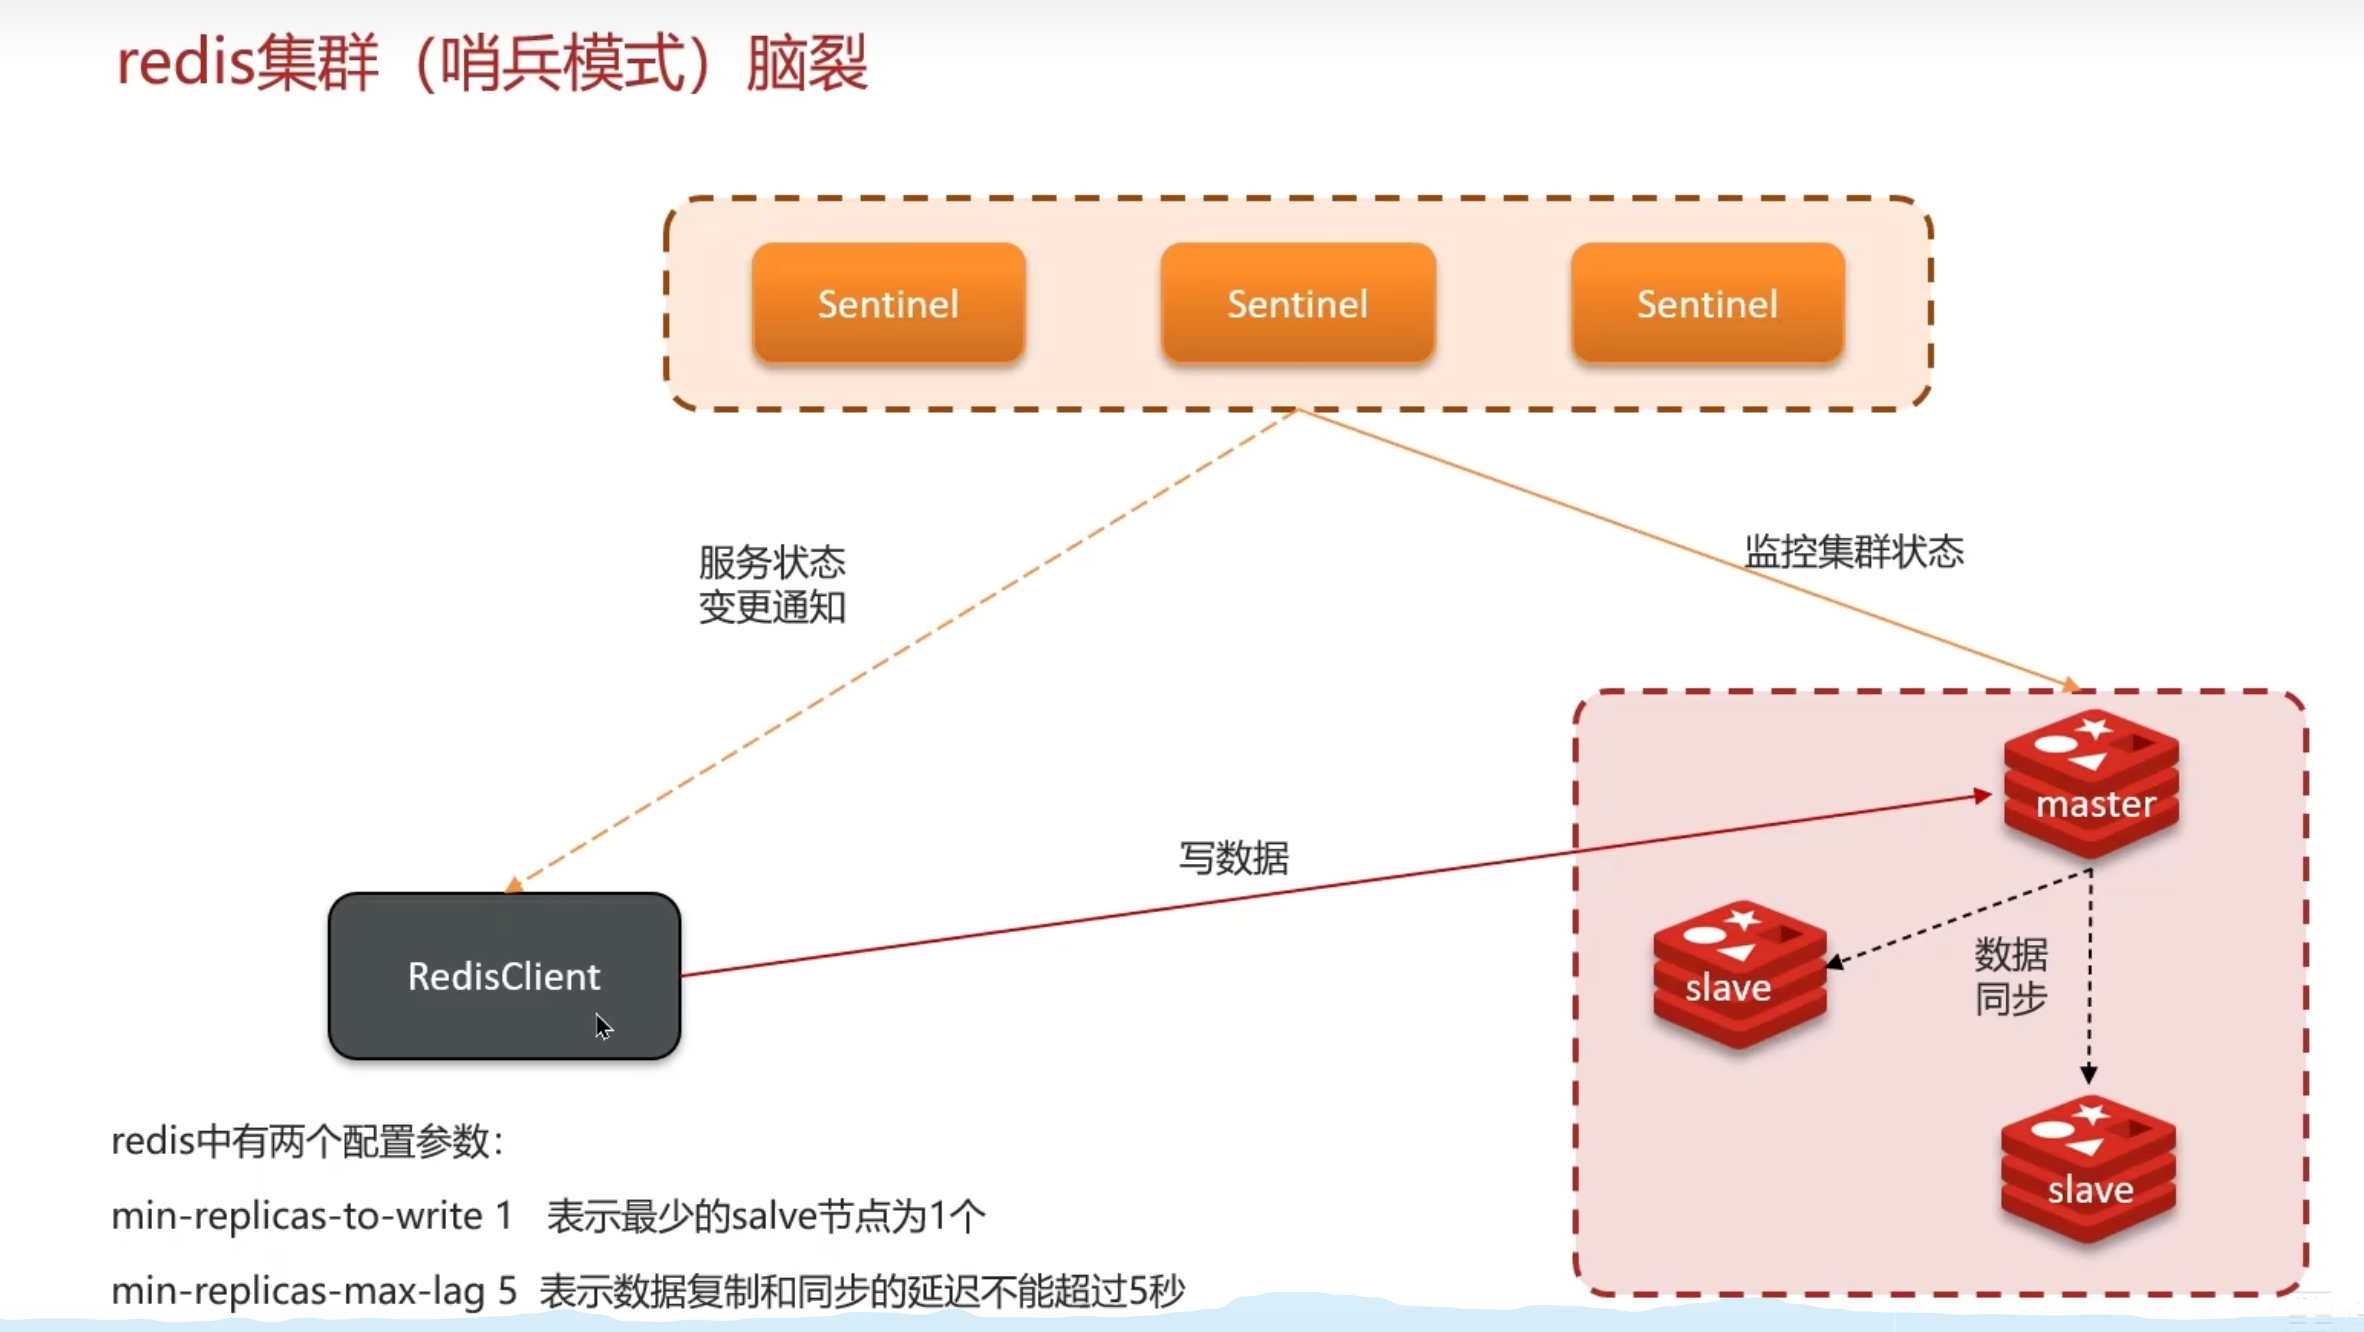 redis集群（哨兵模式）脑裂
Sentinel
Sentinel
Sentinel
服务状态
变更通知
监控集群状态
写数据
master
RedisClient
slave
数据
同步
slave
redis中有两个配置参数：
min-replicas-to-write 1 表示最少的salve节点为1个
min-replicas-max-lag 5 表示数据复制和同步的延迟不能超过5秒